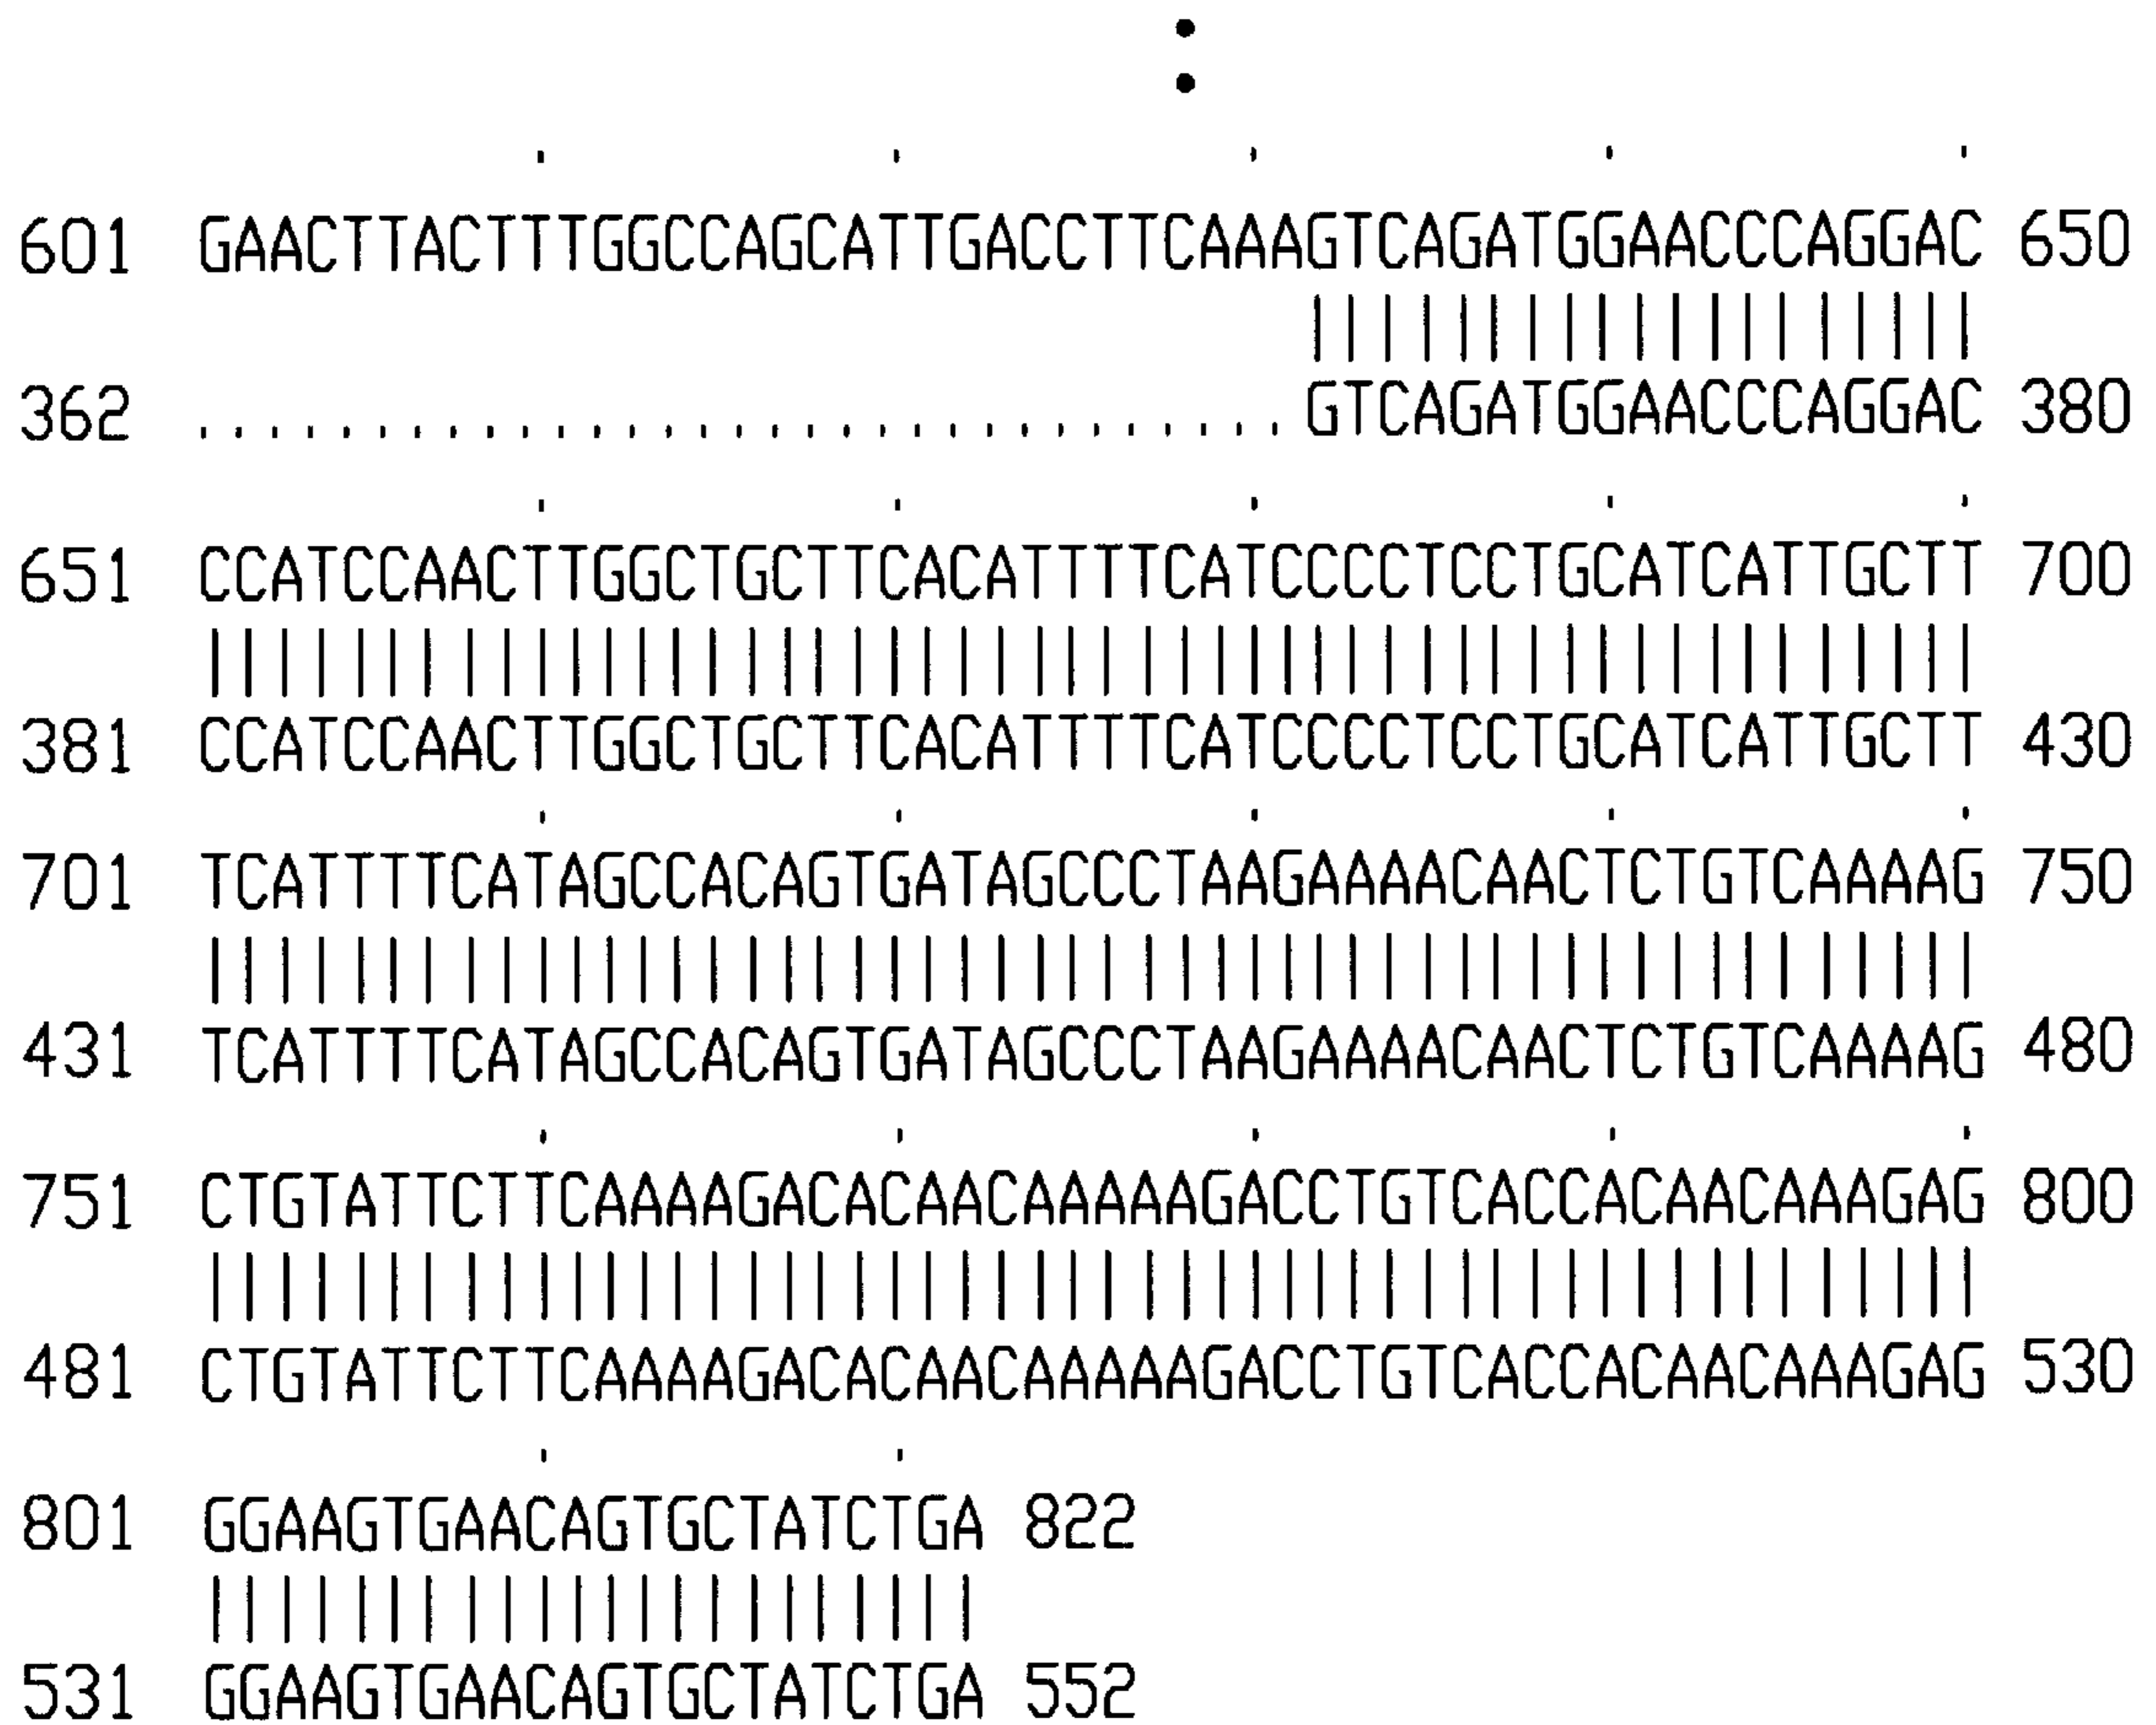 :
601 GAACTTACTTTGGCCAGCATTGACCTTCAAAGTCAGATGGAACCCAGGAC 650
362 ...............................GTCAGATGGAACCCAGGAC 380
651 CCATCCAACTTGGCTGCTTCACATTTTCATCCCCTCCTGCATCATTGCTT 700
381 CCATCCAACTTGGCTGCTTCACATTTTCATCCCCTCCTGCATCATTGCTT 430
701 TCATTTTCATAGCCACAGTGATAGCCCTAAGAAAACAACTCTGTCAAAAG 750
431 TCATTTTCATAGCCACAGTGATAGCCCTAAGAAAACAACTCTGTCAAAAG 480
751 CTGTATTCTTCAAAAGACACAACAAAAAGACCTGTCACCACAACAAAGAG 800
481 CTGTATTCTTCAAAAGACACAACAAAAAGACCTGTCACCACAACAAAGAG 530
801 GGAAGTGAACAGTGCTATCTGA 822
531 GGAAGTGAACAGTGCTATCTGA 552